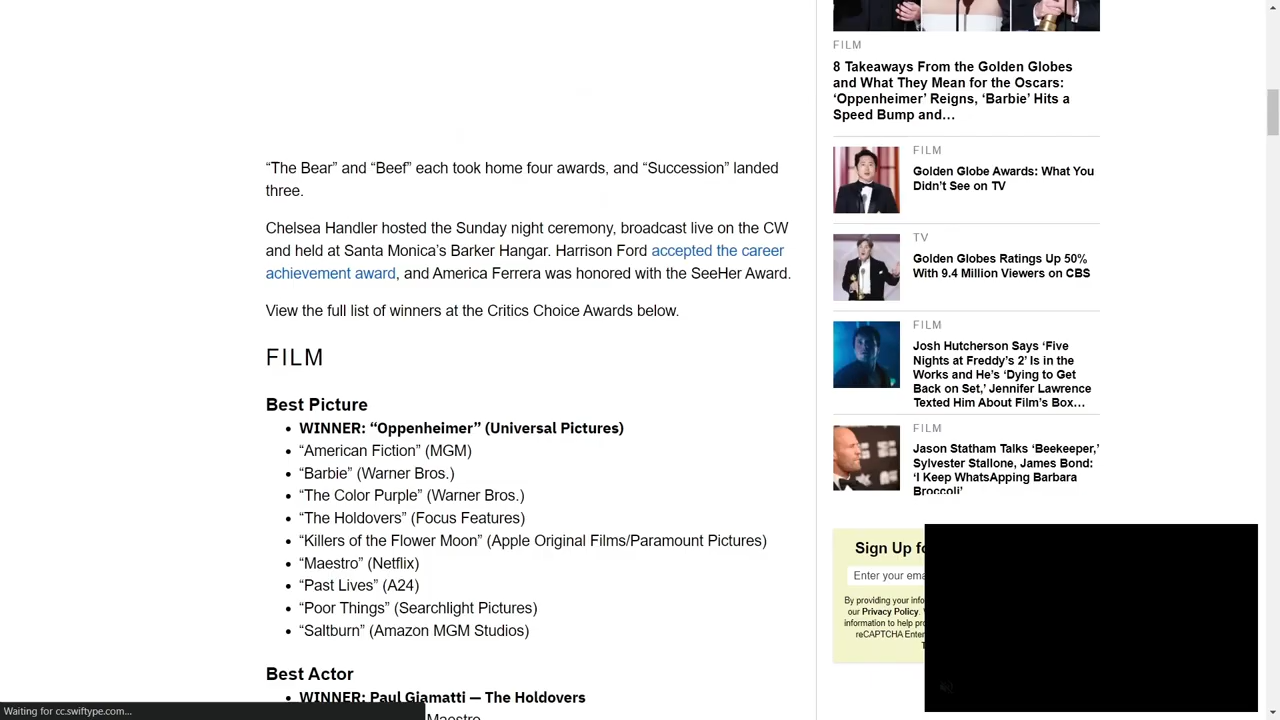 “The Bear” and “Beef” each took home four awards, and “Succession” landed
three.
Chelsea Handler hosted the Sunday night ceremony, broadcast live on the CW
and held at Santa Monica’s Barker Hangar. Harrison Ford accepted the career
achievement award, and America Ferrera was honored with the SeeHer Award.
View the full list of winners at the Critics Choice Awards below.
FILM
Best Picture
• WINNER: “Oppenheimer” (Universal Pictures)
• “American Fiction” (MGM)
• “Barbie” (Warner Bros.)
• “The Color Purple” (Warner Bros.)
• “The Holdovers” (Focus Features)
• “Killers of the Flower Moon” (Apple Original Films/Paramount Pictures)
• “Maestro” (Netflix)
• “Past Lives” (A24)
• “Poor Things” (Searchlight Pictures)
• “Saltburn” (Amazon MGM Studios)
Best Actor
• WINNER: Paul Giamatti – The Holdovers
Maestro
FILM
8 Takeaways From the Golden Globes
and What They Mean for the Oscars:
‘Oppenheimer’ Reigns, ‘Barbie’ Hits a
Speed Bump and…
FILM
Golden Globe Awards: What You
Didn’t See on TV
TV
Golden Globes Ratings Up 50%
With 9.4 Million Viewers on CBS
FILM
Josh Hutcherson Says ‘Five
Nights at Freddy’s 2’ Is in the
Works and He’s ‘Dying to Get
Back on Set,’ Jennifer Lawrence
Texted Him About Film’s Box…
FILM
Jason Statham Talks ‘Beekeeper,’
Sylvester Stallone, James Bond:
‘I Keep WhatsApping Barbara
Broccoli’
Sign Up
Enter your
By providing your
our Privacy Policy.
information to help
reCAPTCHA
Waiting for cc.swiftype.com...